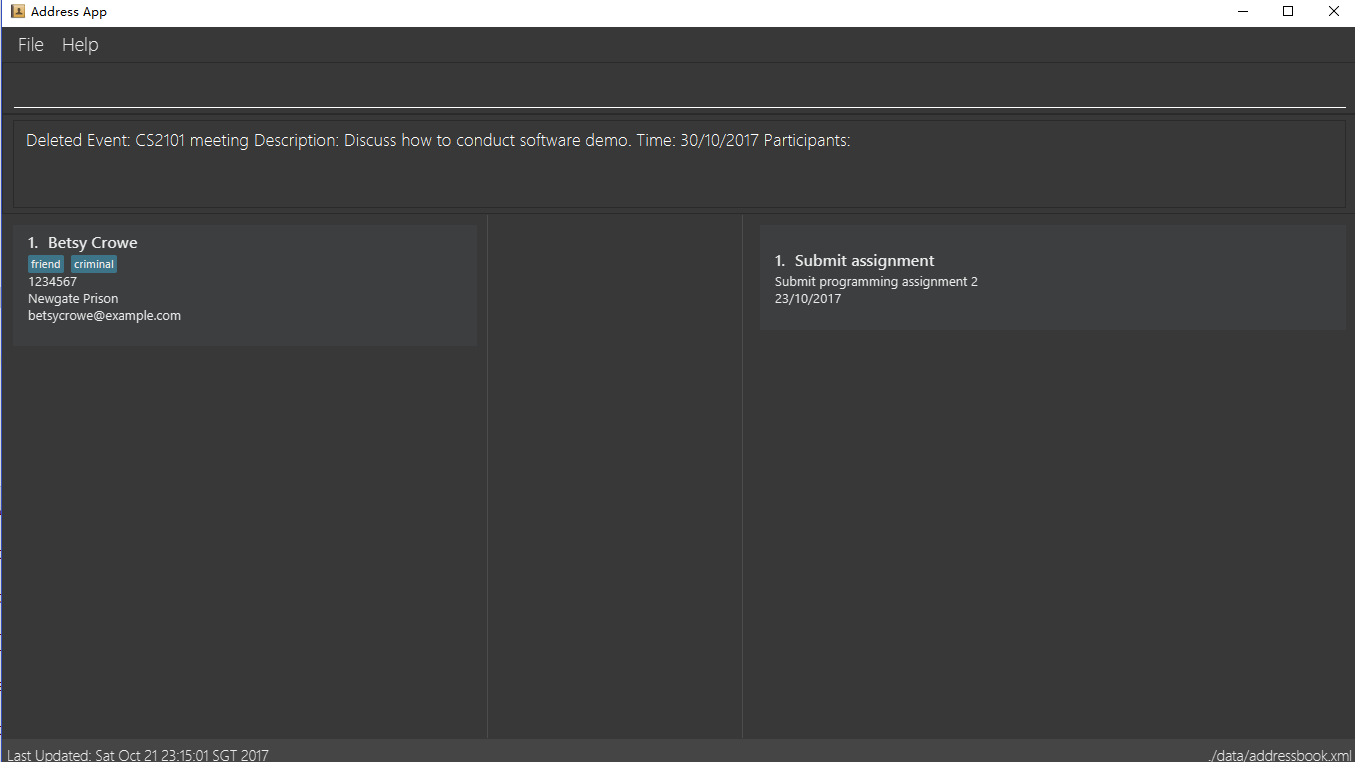 Address App
File Help
Deleted Event: CS2101 meeting Description: Discuss how to conduct software demo. Time: 30/10/2017 Participants:
1. Betsy Crowe
friend criminal
1234567
Newgate Prison
betsycrowe@example.com
1. Submit assignment
Submit programming assignment 2
23/10/2017
Last Updated: Sat Oct 21 23:15:01 SGT 2017
./data/addressbook.xml